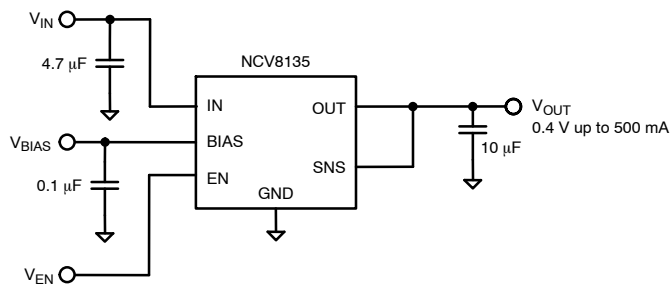 VIN
4.7 μF
NCV8135
IN
OUT
VOUT
0.4 V up to 500 mA
VBIAS
BIAS
10 μF
SNS
EN
0.1 μF
GND
VEN